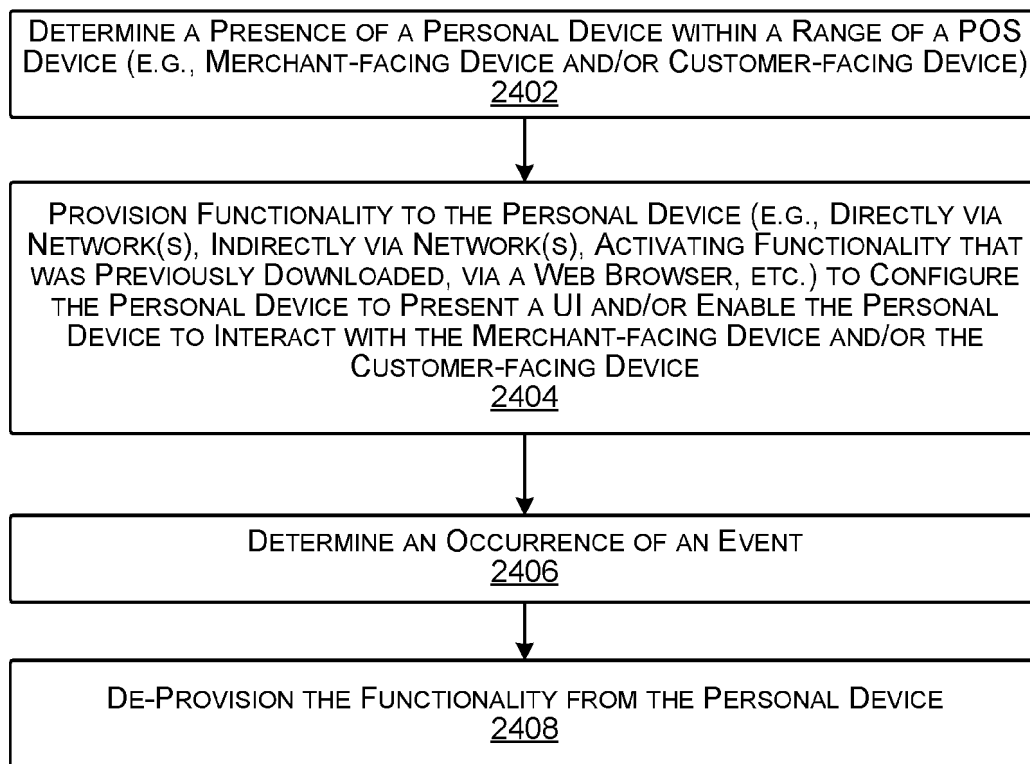 DETERMINE A PRESENCE OF A PERSONAL DEVICE WITHIN A RANGE OF A POS
DEVICE (E.G., MERCHANT-FACING DEVICE AND/OR CUSTOMER-FACING DEVICE)
2402
PROVISION FUNCTIONALITY TO THE PERSONAL DEVICE (E.G., DIRECTLY VIA
NETWORK(S), INDIRECTLY VIA NETWORK(S), ACTIVATING FUNCTIONALITY THAT
WAS PREVIOUSLY DOWNLOADED, VIA A WEB BROWSER, ETC.) TO CONFIGURE
THE PERSONAL DEVICE TO PRESENT A UI AND/OR ENABLE THE PERSONAL
DEVICE TO INTERACT WITH THE MERCHANT-FACING DEVICE AND/OR THE
CUSTOMER-FACING DEVICE
2404
DETERMINE AN OCCURRENCE OF AN EVENT
2406
DE-PROVISION THE FUNCTIONALITY FROM THE PERSONAL DEVICE
2408